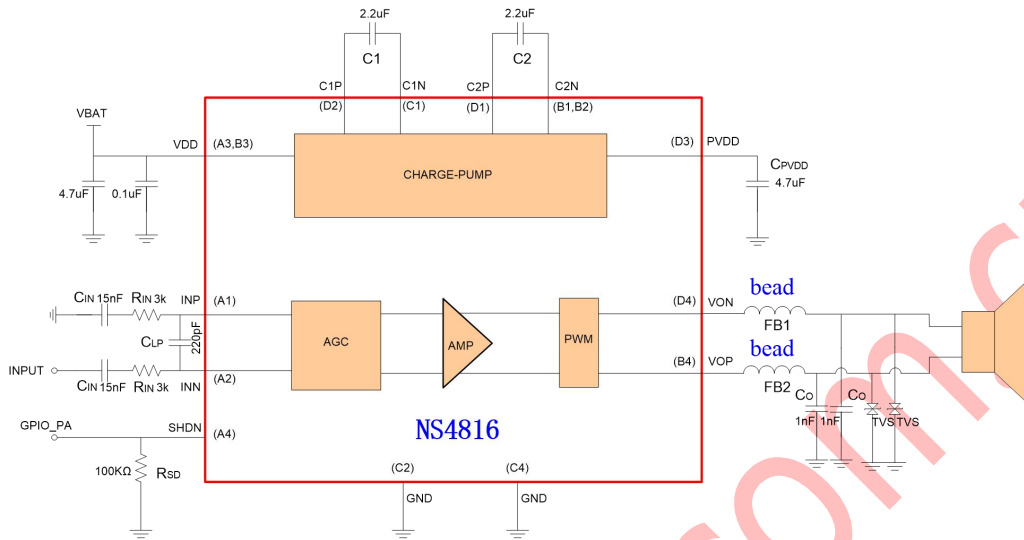 2.2uF
2.2uF
C1
C2
C1P
C1N
C2P
C2N
(D2)
(C1)
(D1)
(B1,B2)
VBAT
VDD
(A3,B3)
(D3)
PVDD
CHARGE-PUMP
CPVDD
4.7uF
4.7uF
0.1uF
bead
CIN 15nF
RIN 3k
INP
(A1)
(D4)
VON
FB1
CLP
220pF
AGC
AMP
PWM
bead
INPUT
(B4)
VOP
CIN 15nF
RIN 3k
INN
(A2)
FB2
CO
CO
1nF
1nF
TVS
TVS
GPIO_PA
SHDN
(A4)
NS4816
100KΩ
RSD
(C2)
(C4)
GND
GND
om